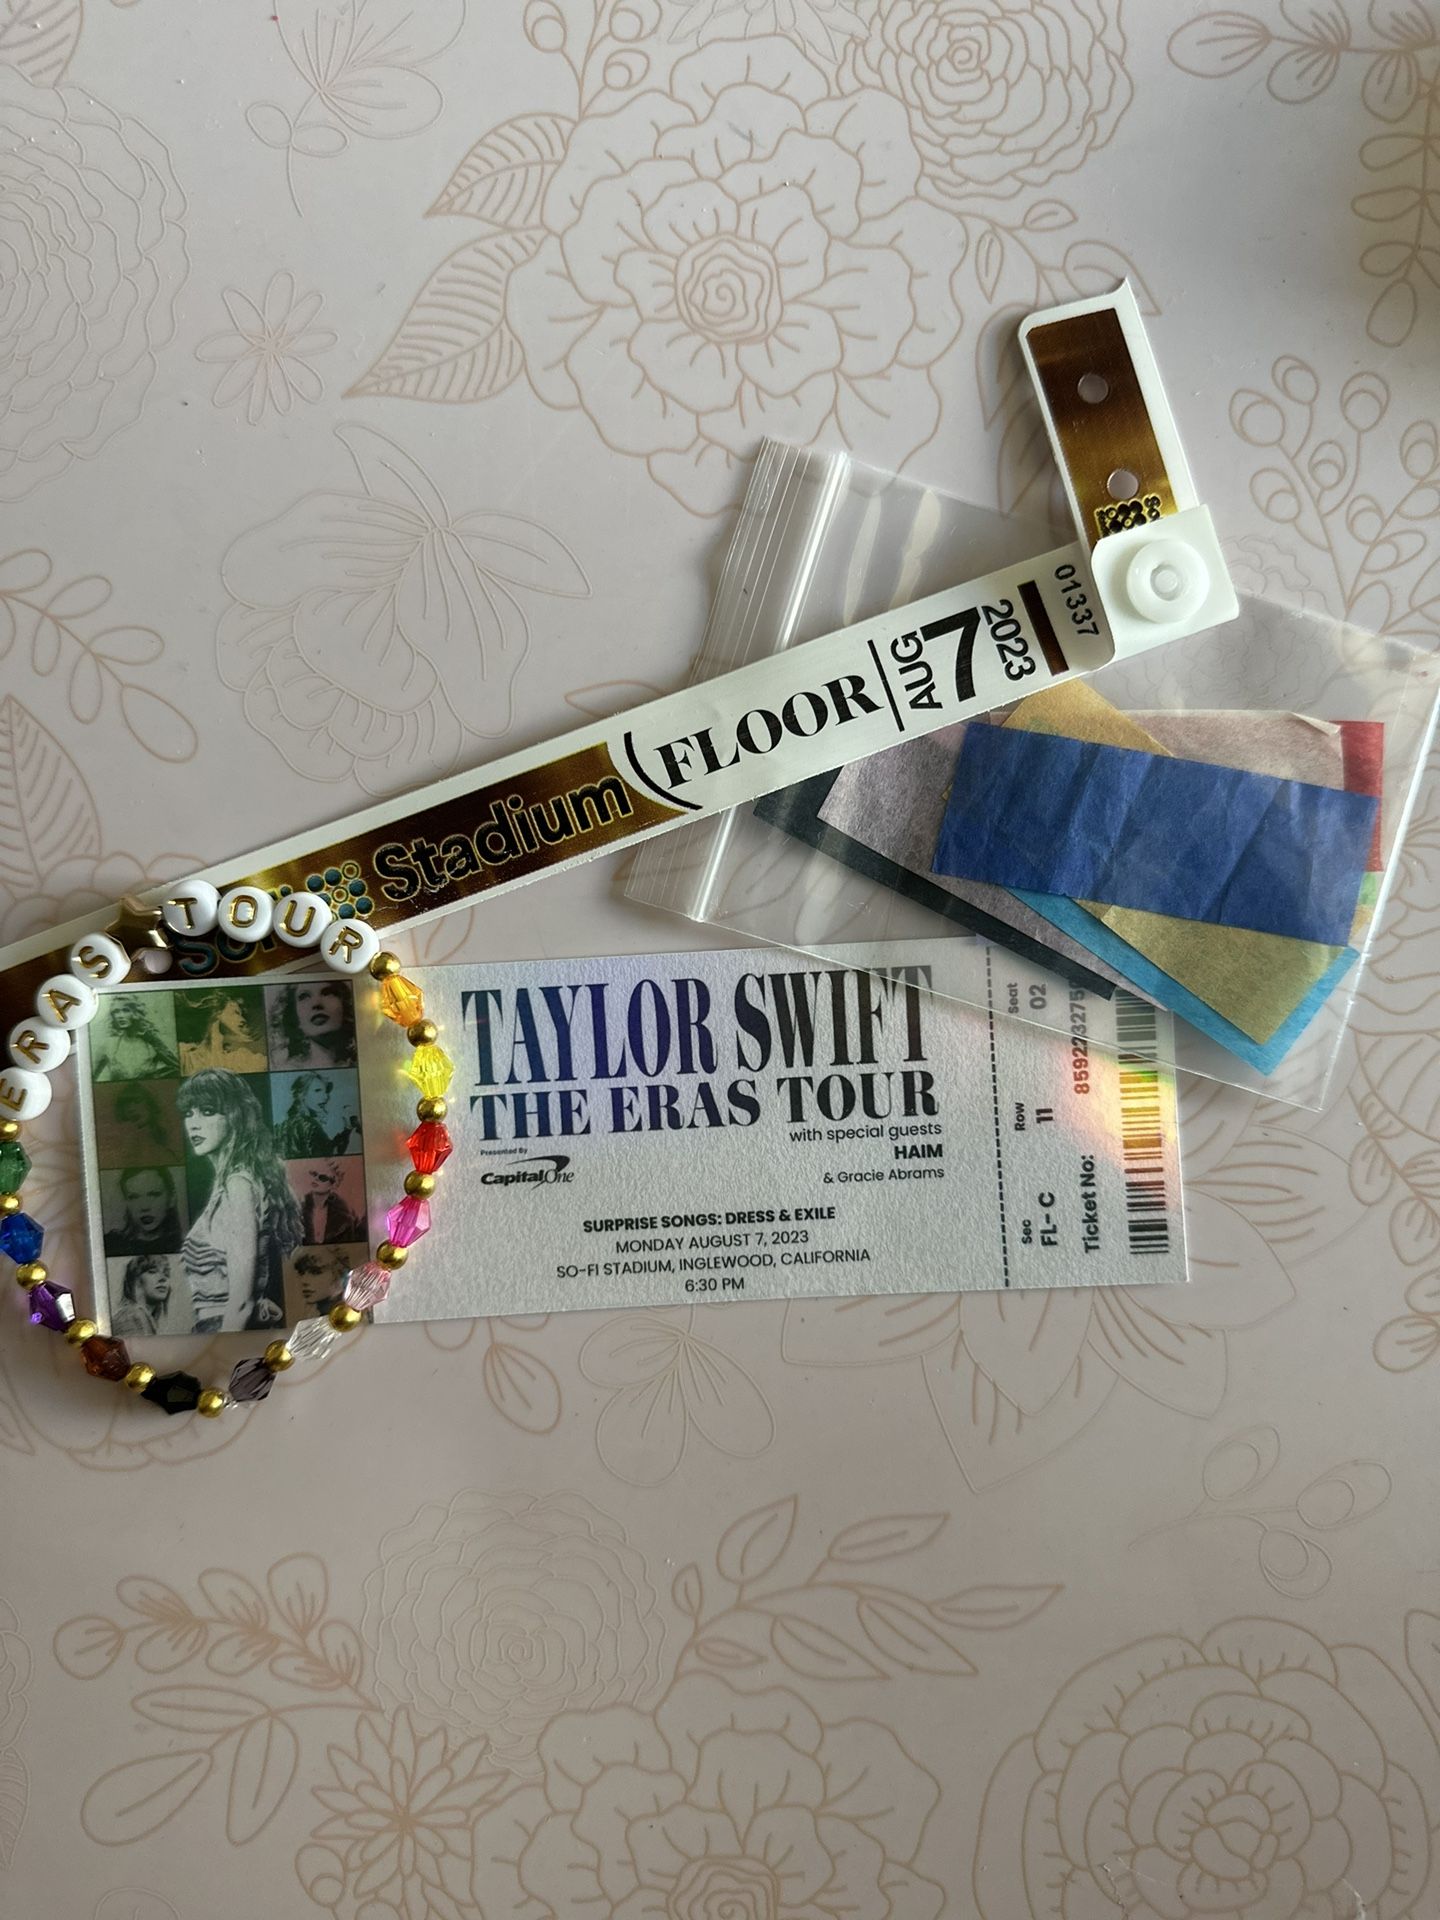 SoFi Stadium
FLOOR
AUG
7
2023
01337
ERAS TOUR
TAYLOR SWIFT
THE ERAS TOUR
with special guests
HAIM
& Gracie Abrams
Presented By
CapitalOne
SURPRISE SONGS: DRESS & EXILE
MONDAY AUGUST 7, 2023
SO-FI STADIUM, INGLEWOOD, CALIFORNIA
6:30 PM
Sec
FL- C
Row
11
Seat
02
Ticket No: